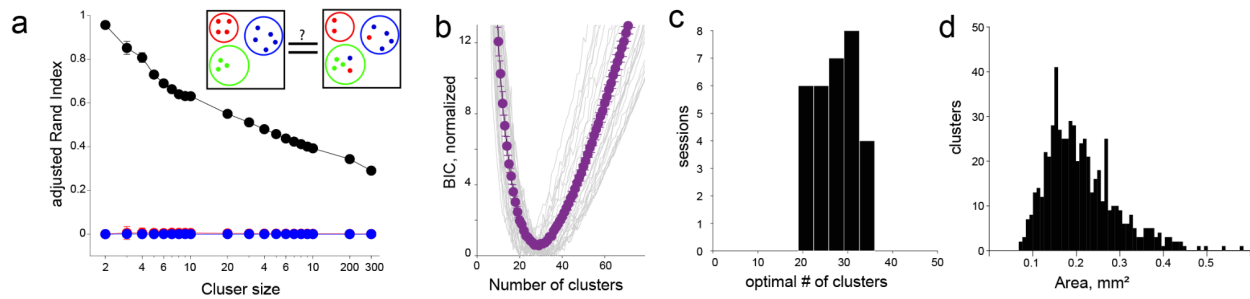 a
adjusted Rand Index
1
0.8
0.6
0.4
0.2
0
2 4 6 10 20 4 6 10 200 300
Cluser size
?
b
BIC, normalized
12
8
4
0
0 20 40 60
Number of clusters
c
sessions
8
7
6
5
4
3
2
1
0
0 10 20 30 40 50
optimal # of clusters
d
clusters
50
40
30
20
10
0
0.1 0.2 0.3 0.4 0.5
Area, mm²